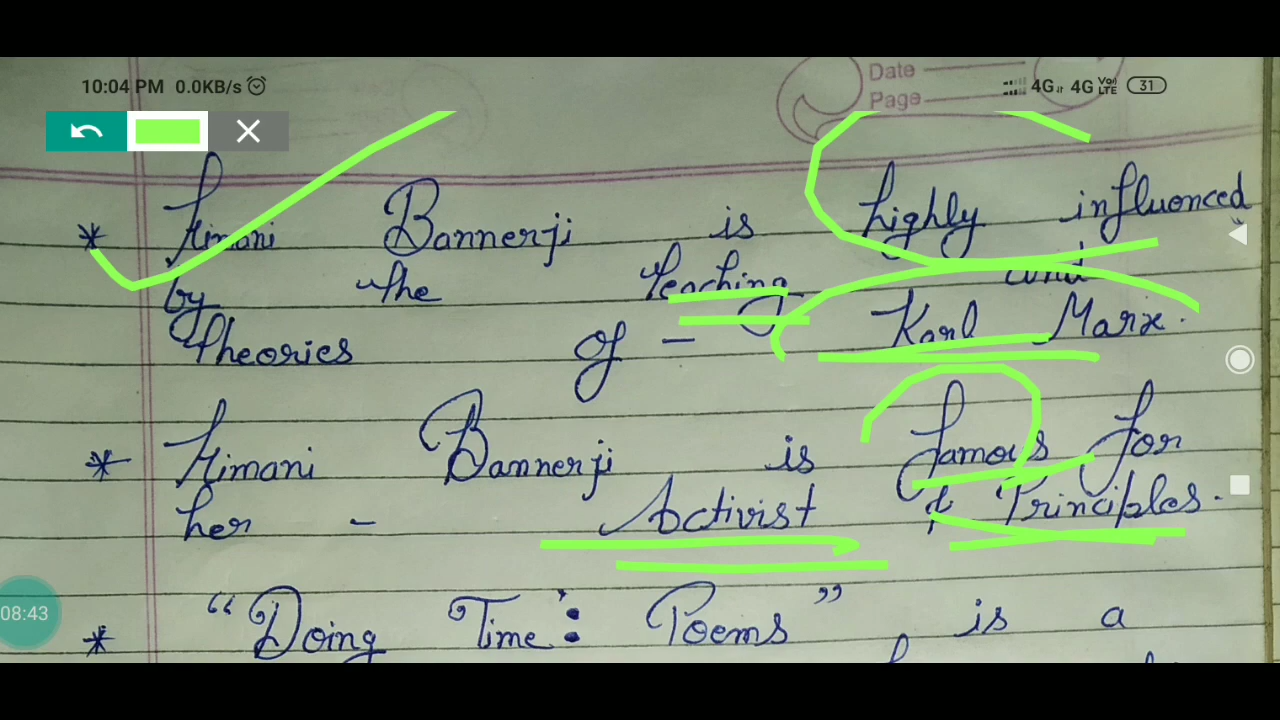 10:04 PM 0.0KB/s 4G 4G VoLTE 31
Date
Page
* Himani Bannerji is highly influenced
by the teaching and
theories of - Karl Marx.
* Himani Bannerji is famous for
her - Activist & Principles.
* "Doing Time: Poems" is a
08:43